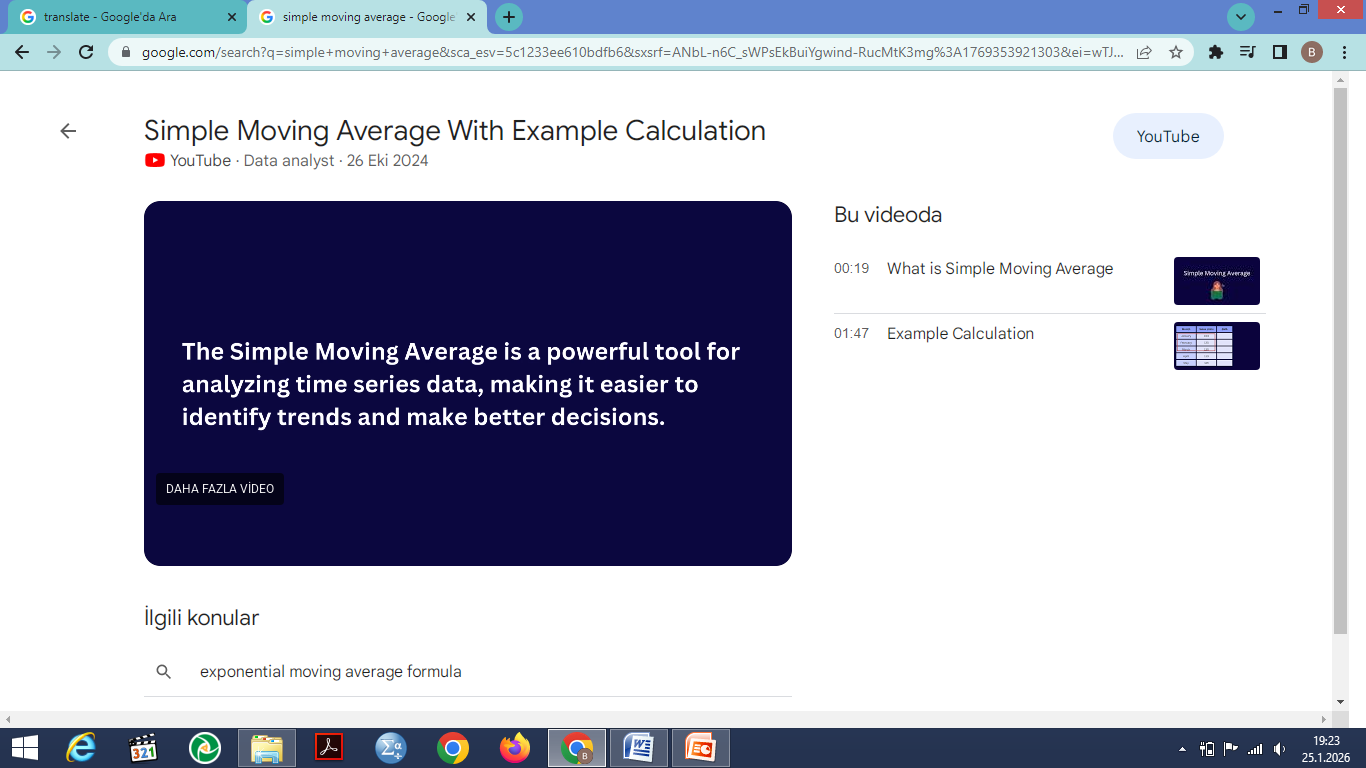 translate - Google'da Ara
simple moving average - Google'
google.com/search?q=simple+moving+average&sca_esv=5c1233ee610bdfb6&sxsrf=ANbL-n6C_sWPsEkBuiYgwind-RucMtK3mg%3A1769353921303&ei=wTJ...
B
Simple Moving Average With Example Calculation
YouTube · Data analyst · 26 Eki 2024
YouTube
The Simple Moving Average is a powerful tool for
analyzing time series data, making it easier to
identify trends and make better decisions.
DAHA FAZLA VİDEO
Bu videoda
00:19 What is Simple Moving Average
Simple Moving Average
01:47 Example Calculation
İlgili konular
exponential moving average formula
321
Σα
B
19:23
25.1.2026